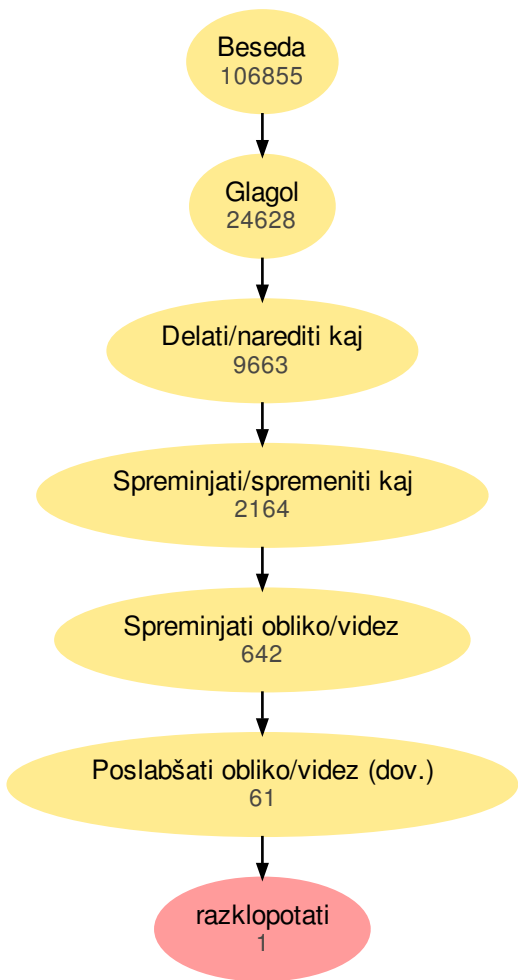 Beseda
106855
Glagol
24628
Delati/narediti kaj
9663
Spreminjati/spremeniti kaj
2164
Spreminjati obliko/videz
642
Poslabšati obliko/videz (dov.)
61
razklopotati
1